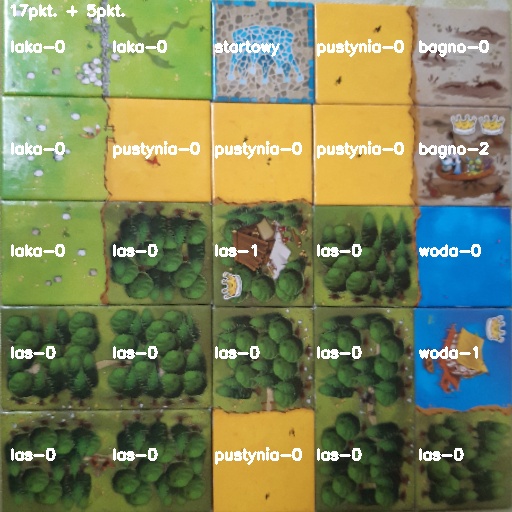 17pkt. + 5pkt.
laka-0 laka-0 startowy pustynia-0 bagno-0
laka-0 pustynia-0 pustynia-0 pustynia-0 bagno-2
laka-0 las-0 las-1 las-0 woda-0
las-0 las-0 las-0 las-0 woda-1
las-0 las-0 pustynia-0 las-0 las-0